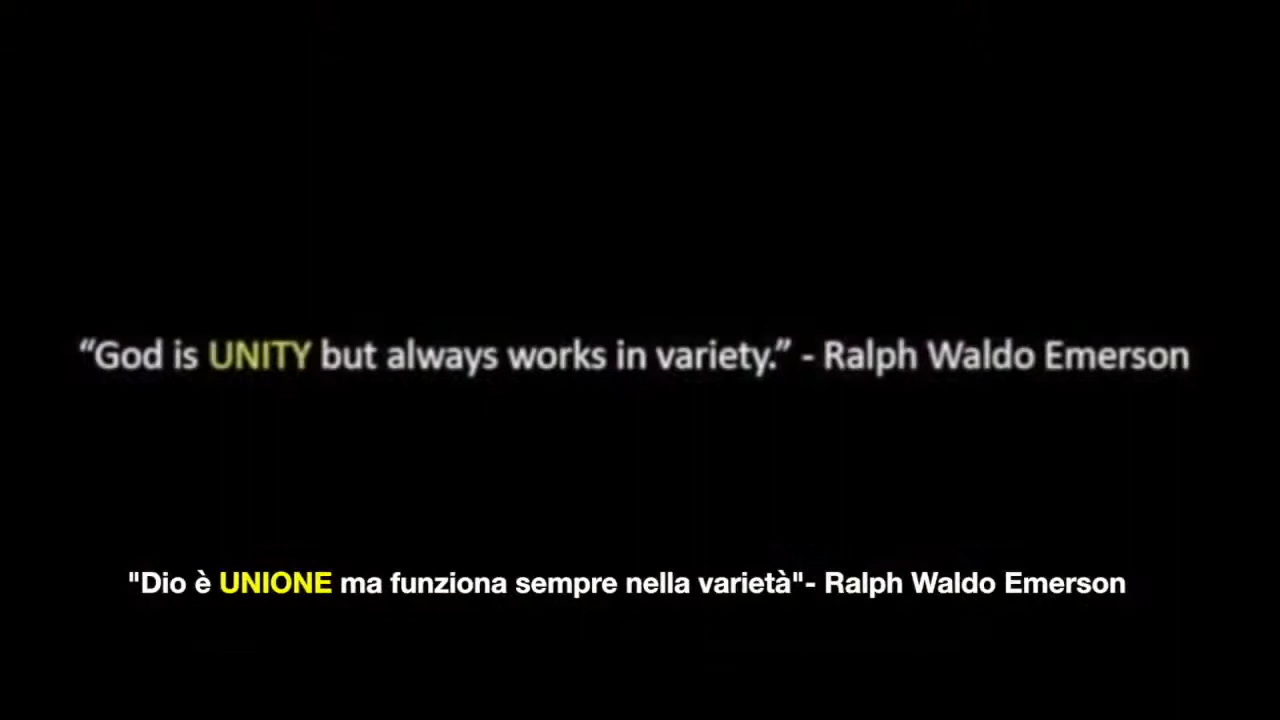 “God is UNITY but always works in variety.” - Ralph Waldo Emerson
"Dio è UNIONE ma funziona sempre nella varietà"- Ralph Waldo Emerson